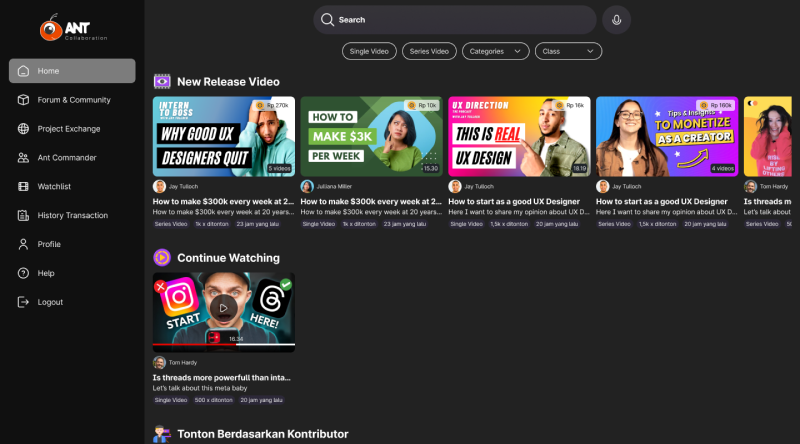 ANT
Collaboration
Home
Forum & Community
Project Exchange
Ant Commander
Watchlist
History Transaction
Profile
Help
Logout
Search
Single Video
Series Video
Categories
Class
New Release Video
INTERN
TO BOSS
WITH JAY TULLOCH
Rp 270k
WHY GOOD UX
DESIGNERS QUIT
5 videos
Jay Tulloch
How to make $300k every week at 2...
How to make $300k every week at 20 years...
Series Video
1k x ditonton
23 jam yang lalu
Rp 10k
HOW TO
MAKE $3K
PER WEEK
15.30
Juliana Miller
How to make $300k every week at 2...
How to make $300k every week at 20 years...
Single Video
1k x ditonton
23 jam yang lalu
UX DIRECTION
THE PODCAST
WITH JAY TULLOCH
Rp 16k
THIS IS REAL
UX DESIGN
18.19
Jay Tulloch
How to start as a good UX Designer
Here I want to share my opinion about UX D...
Single Video
1,5k x ditonton
20 jam yang lalu
Rp 160k
Tips & Insights
TO MONETIZE
AS A CREATOR
4 videos
Jay Tulloch
How to start as a good UX Designer
Here I want to share my opinion about UX D...
Series Video
1,5k x ditonton
20 jam yang lalu
Tom Hardy
Is threads m
Let's talk about
Series Video
Continue Watching
START
HERE!
16.34
Tom Hardy
Is threads more powerfull than inta...
Let's talk about this meta baby
Single Video
500 x ditonton
20 jam yang lalu
Tonton Berdasarkan Kontributor